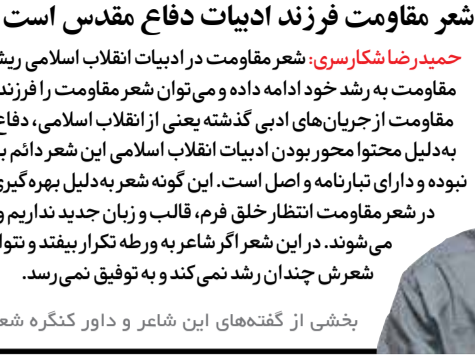 شعر مقاومت فرزند ادبیات دفاع مقدس است
حمیدرضا شکارسری: شعر مقاومت در ادبیات انقلاب اسلامی
مقاومت به رشد خود ادامه داده و می‌توان شعر مقاومت را فرزند
مقاومت از جریان‌های ادبی گذشته یعنی از انقلاب اسلامی، دفاع
به‌دلیل محتوا محور بودن ادبیات انقلاب اسلامی این شعر دائم
نبوده و دارای تبارنامه و اصل است. این گونه شعر به‌دلیل بهره‌گیری
در شعر مقاومت انتظار خلق فرم، قالب و زبان جدید نداریم و
می‌شوند. در این شعر اگر شاعر به ورطه تکرار بیفتد و
شعرش چندان رشد نمی‌کند و به توفیق نمی‌رسد.
بخشی از گفته‌های این شاعر و داور کنگره